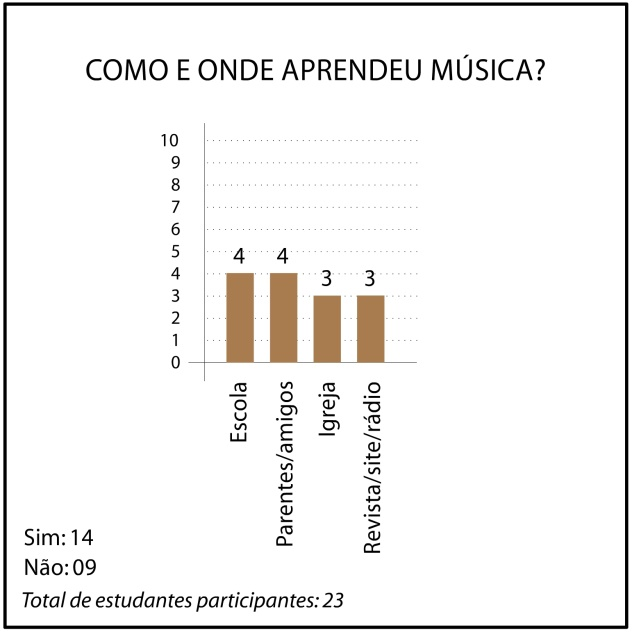 COMO E ONDE APRENDEU MÚSICA?
10
9
8
7
6
5
4
3
2
1
0
4
4
3
3
Escola
Parentes/amigos
Igreja
Revista/site/rádio
Sim: 14
Não: 09
Total de estudantes participantes: 23